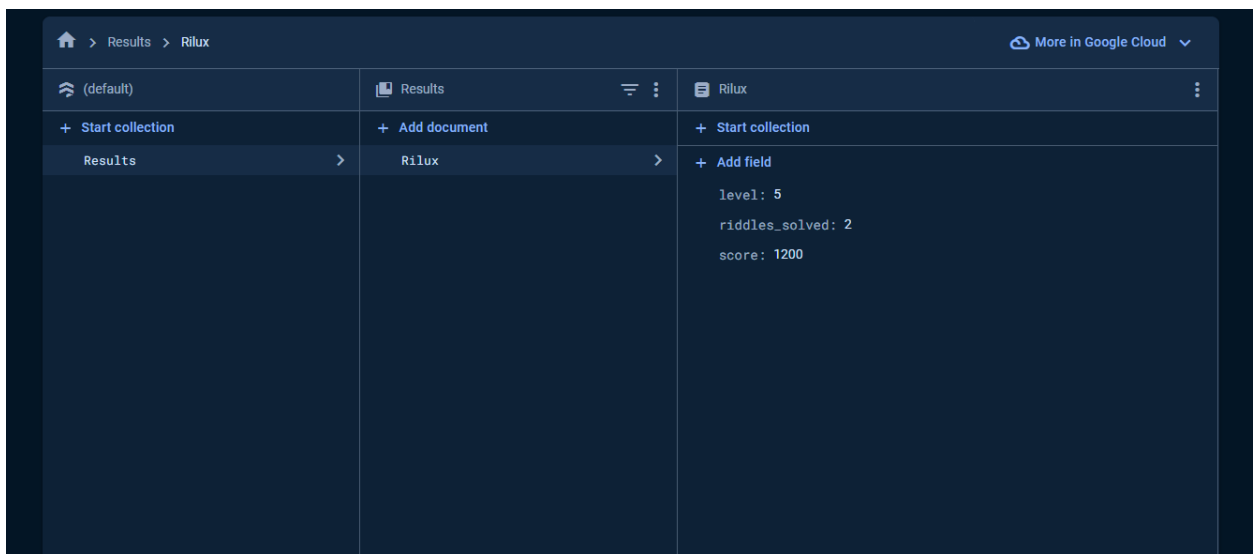 Results > Rilux
More in Google Cloud
(default)
Results
Rilux
+ Start collection
+ Add document
+ Start collection
Results
Rilux
+ Add field
level: 5
riddles_solved: 2
score: 1200